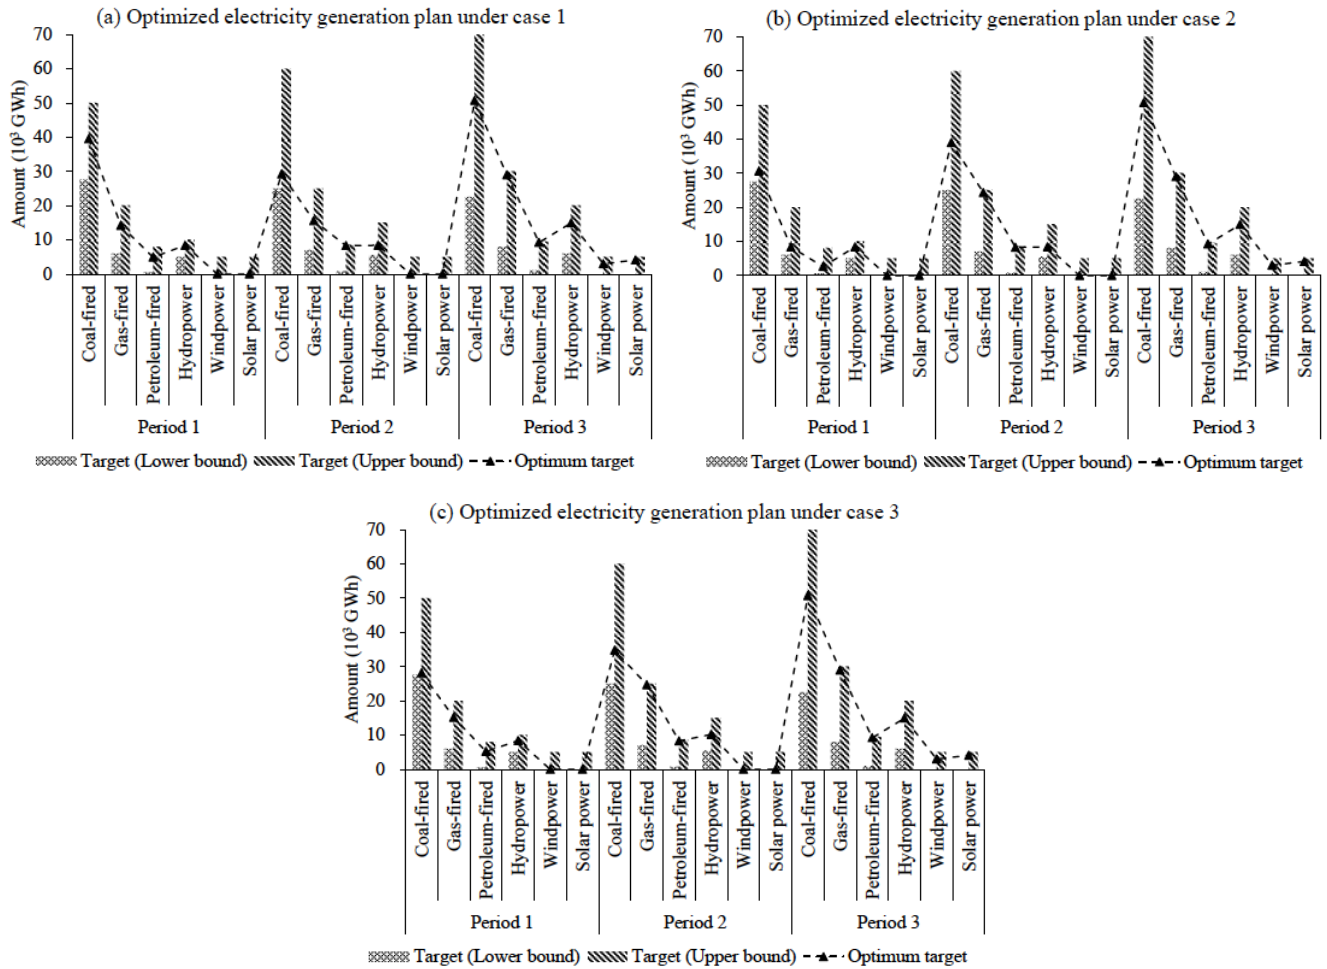 (a) Optimized electricity generation plan under case 1
Amount (10³ GWh)
70
60
50
40
30
20
10
0
Coal-fired
Gas-fired
Petroleum-fired
Hydropower
Windpower
Solar power
Coal-fired
Gas-fired
Petroleum-fired
Hydropower
Windpower
Solar power
Coal-fired
Gas-fired
Petroleum-fired
Hydropower
Windpower
Solar power
Period 1
Period 2
Period 3
Target (Lower bound)
Target (Upper bound)
Optimum target
(b) Optimized electricity generation plan under case 2
Amount (10³ GWh)
70
60
50
40
30
20
10
0
Coal-fired
Gas-fired
Petroleum-fired
Hydropower
Windpower
Solar power
Coal-fired
Gas-fired
Petroleum-fired
Hydropower
Windpower
Solar power
Coal-fired
Gas-fired
Petroleum-fired
Hydropower
Windpower
Solar power
Period 1
Period 2
Period 3
Target (Lower bound)
Target (Upper bound)
Optimum target
(c) Optimized electricity generation plan under case 3
Amount (10³ GWh)
70
60
50
40
30
20
10
0
Coal-fired
Gas-fired
Petroleum-fired
Hydropower
Windpower
Solar power
Coal-fired
Gas-fired
Petroleum-fired
Hydropower
Windpower
Solar power
Coal-fired
Gas-fired
Petroleum-fired
Hydropower
Windpower
Solar power
Period 1
Period 2
Period 3
Target (Lower bound)
Target (Upper bound)
Optimum target